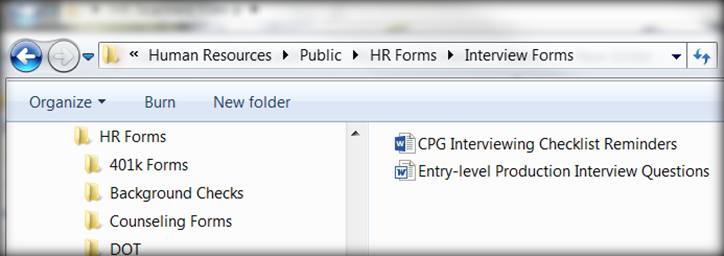 « Human Resources Public HR Forms Interview Forms
Organize Burn New folder
HR Forms
401k Forms
Background Checks
Counseling Forms
DOT
CPG Interviewing Checklist Reminders
Entry-level Production Interview Questions